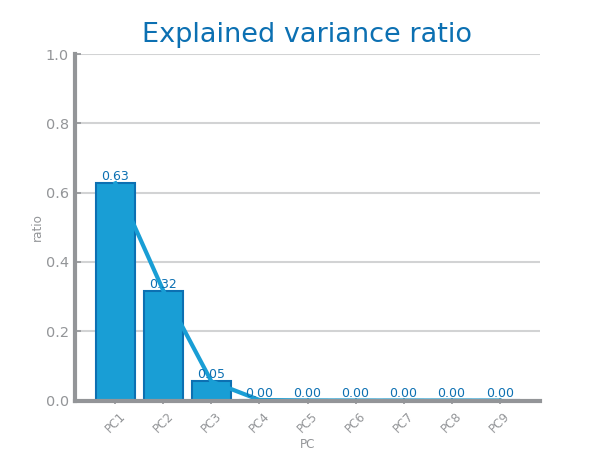 Explained variance ratio
1.0
0.8
0.6
0.4
0.2
0.0
ratio
0.63
0.32
0.05
0.00
0.00
0.00
0.00
0.00
0.00
PC1
PC2
PC3
PC4
PC5
PC6
PC7
PC8
PC9
PC